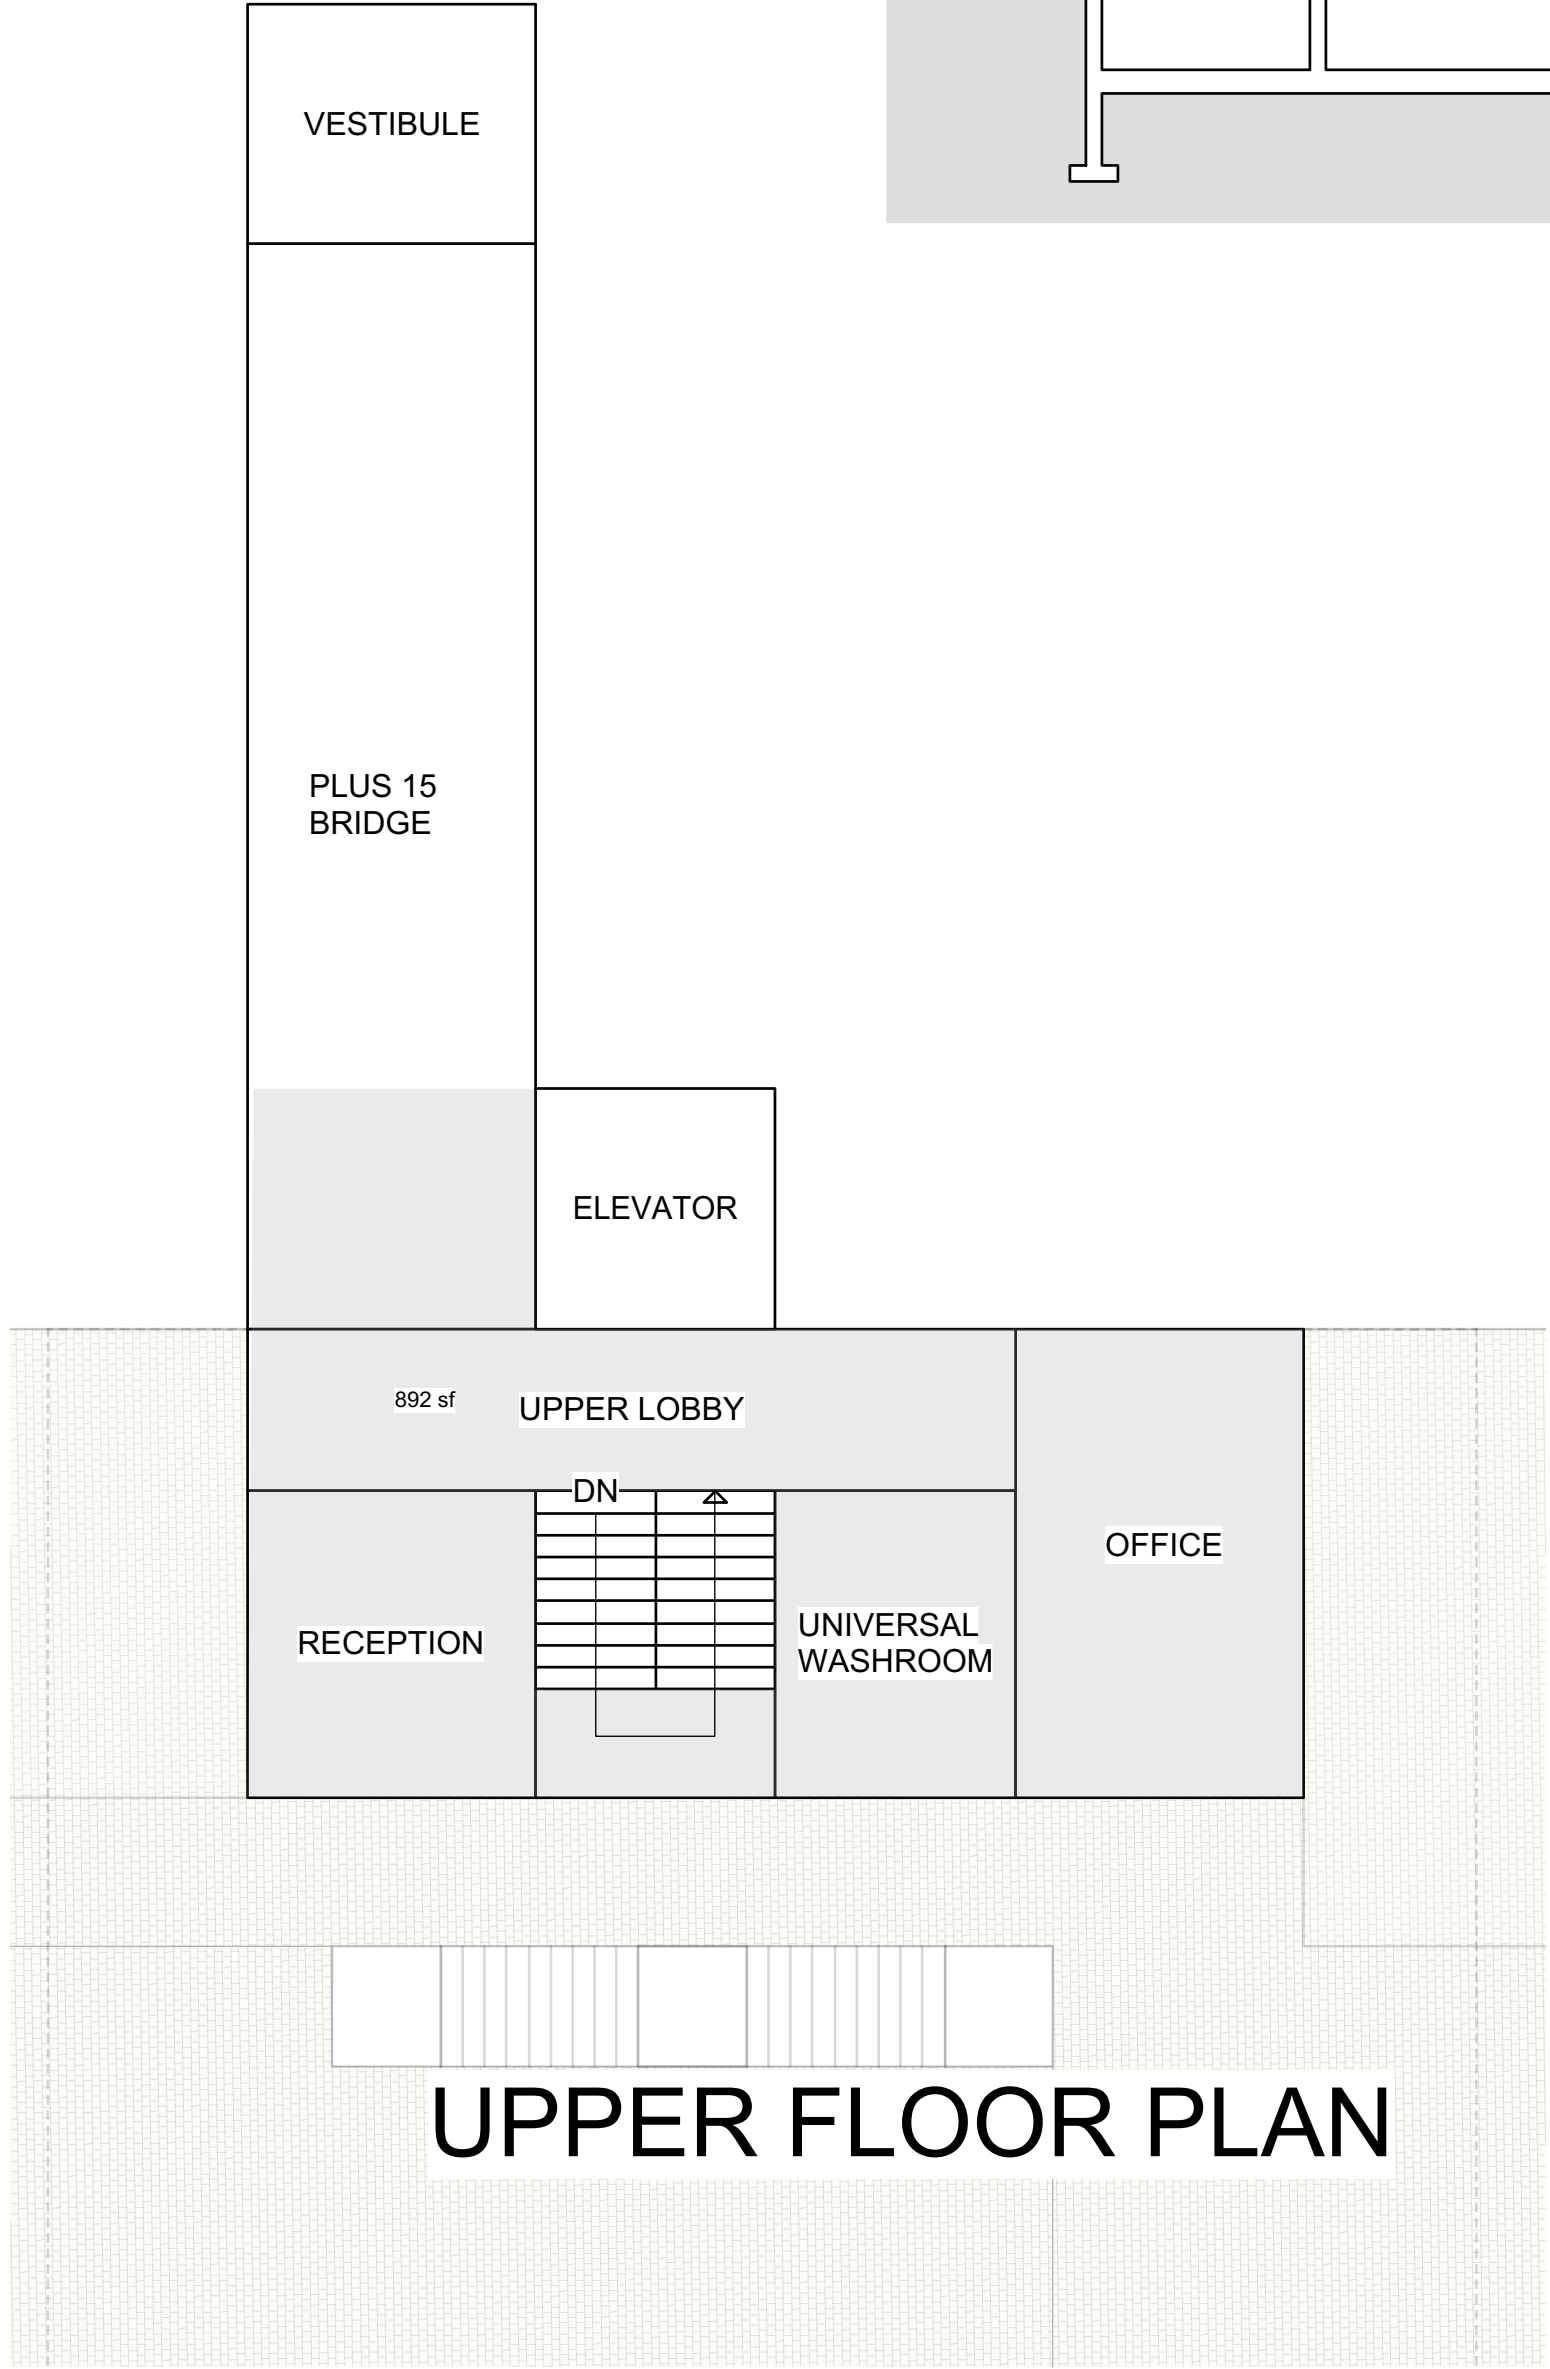 VESTIBULE
PLUS 15
BRIDGE
ELEVATOR
892 sf
UPPER LOBBY
DN
OFFICE
RECEPTION
UNIVERSAL
WASHROOM
UPPER FLOOR PLAN